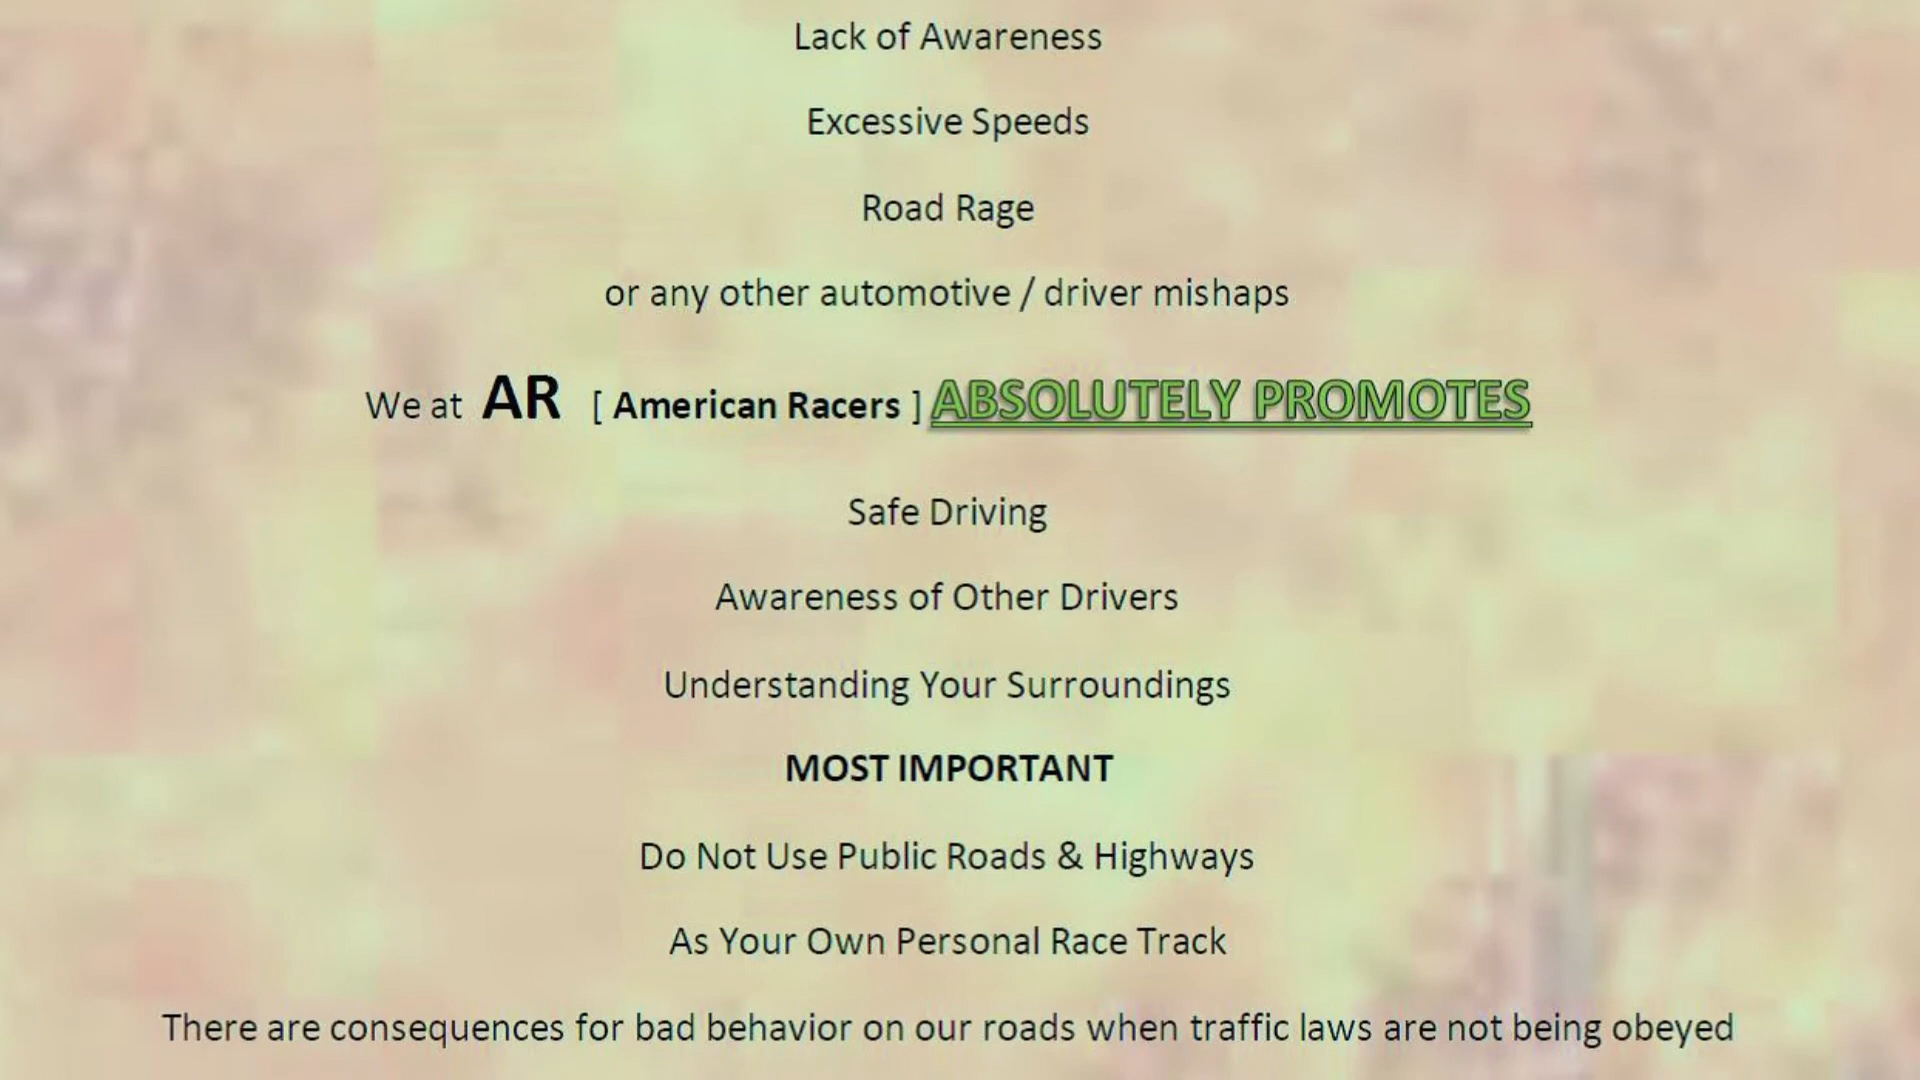 Lack of Awareness
Excessive Speeds
Road Rage
or any other automotive / driver mishaps
We at AR [ American Racers ] ABSOLUTELY PROMOTES
Safe Driving
Awareness of Other Drivers
Understanding Your Surroundings
MOST IMPORTANT
Do Not Use Public Roads & Highways
As Your Own Personal Race Track
There are consequences for bad behavior on our roads when traffic laws are not being obeyed